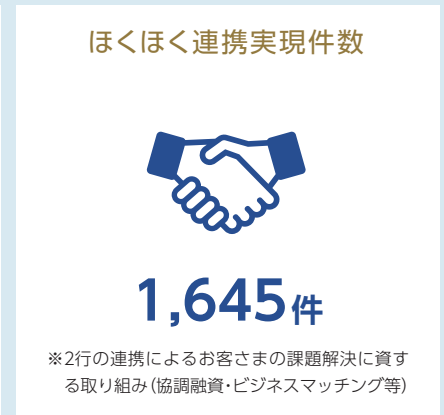 ほくほく連携実現件数
1,645件
※2行の連携によるお客さまの課題解決に資す
る取り組み（協調融資・ビジネスマッチング等）